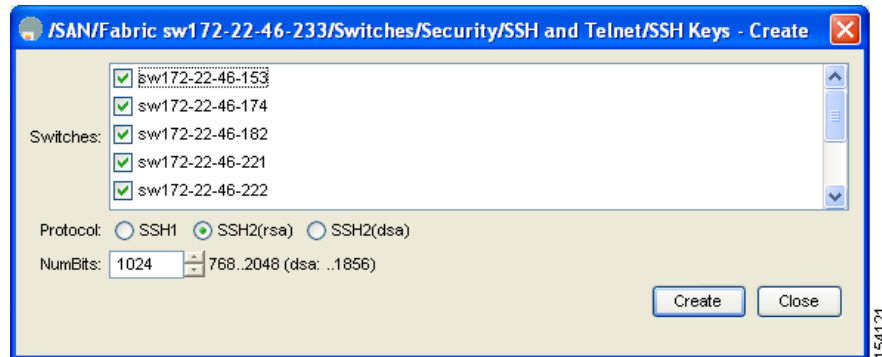 /SAN/Fabric sw172-22-46-233/Switches/Security/SSH and Telnet/SSH Keys - Create
sw172-22-46-153
sw172-22-46-174
Switches: sw172-22-46-182
sw172-22-46-221
sw172-22-46-222
Protocol: SSH1 SSH2(rsa) SSH2(dsa)
NumBits: 1024 768..2048 (dsa: ..1856)
Create Close
154121